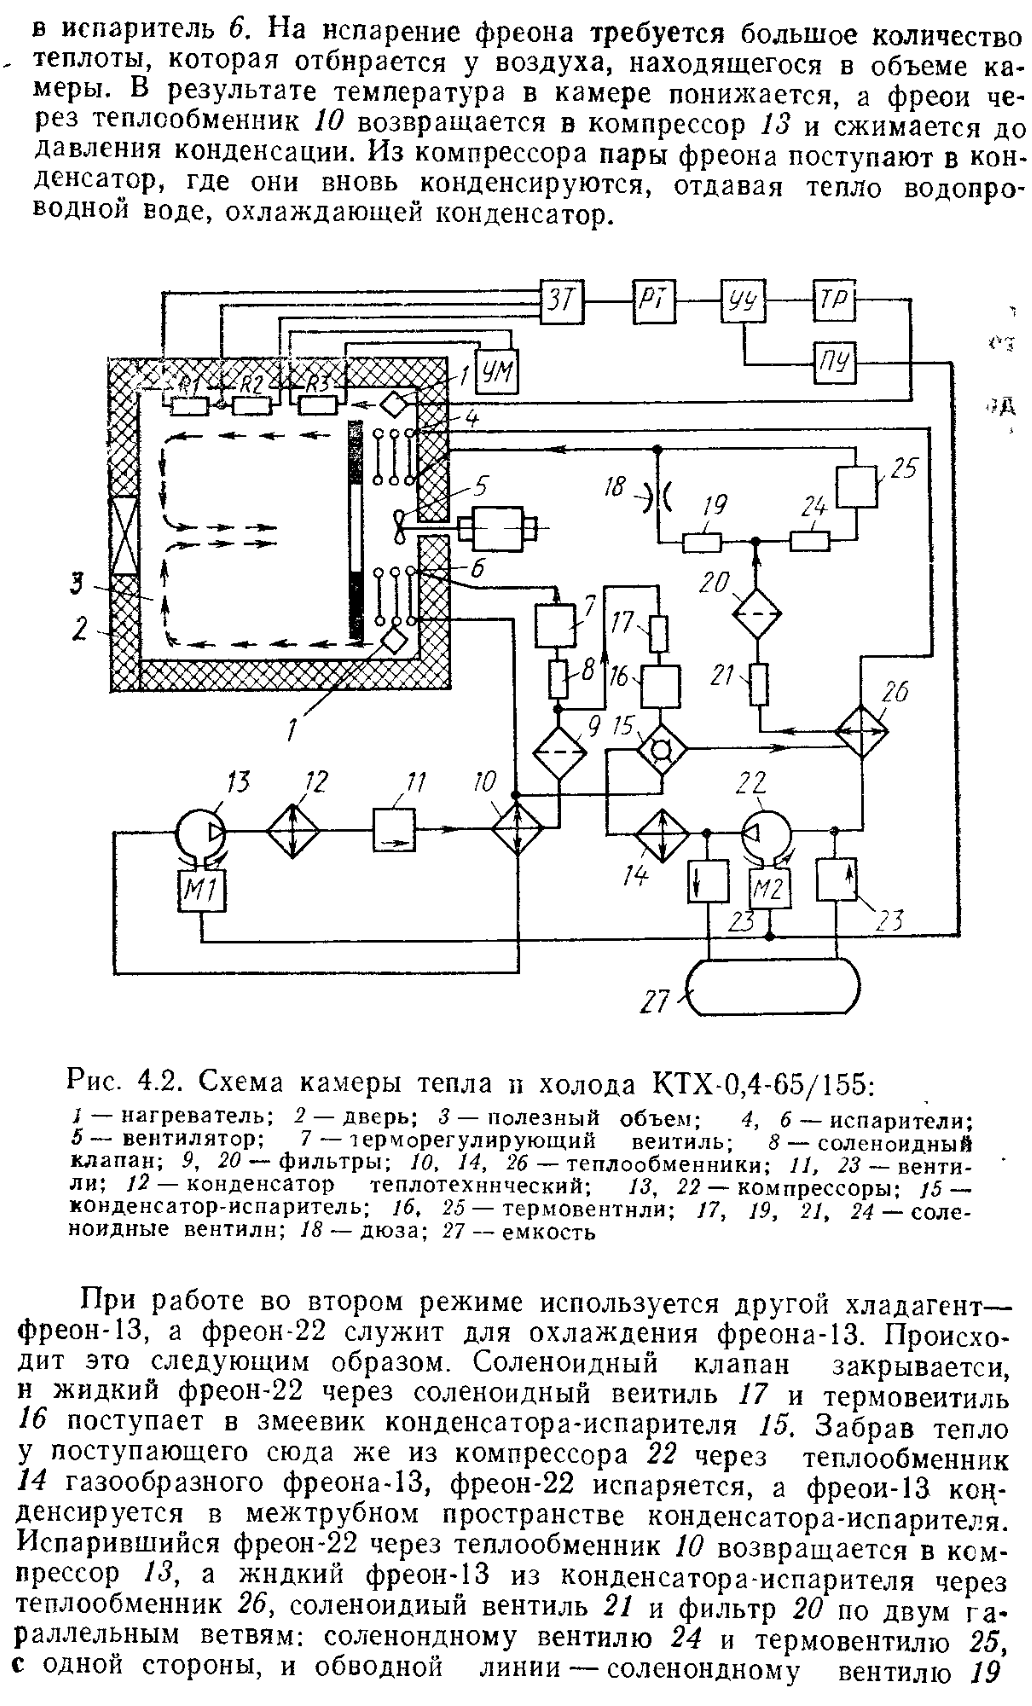 в испаритель 6. На испарение фреона требуется большое количество
теплоты, которая отбирается у воздуха, находящегося в объеме ка-
меры. В результате температура в камере понижается, а фреон че-
рез теплообменник 10 возвращается в компрессор 13 и сжимается до
давления конденсации. Из компрессора пары фреона поступают в кон-
денсатор, где они вновь конденсируются, отдавая тепло водопро-
водной воде, охлаждающей конденсатор.
ЗТ РТ УУ ТР
ПУ
УМ
R1 R2 R3 1
4
25
18 19 24
5
6
20
3
7
17
2
8 16 21
26
1
9 15
13 12 11 10 22
14
М1 М2
23 23
27
Рис. 4.2. Схема камеры тепла и холода КТХ-0,4-65/155:
1 — нагреватель; 2 — дверь; 3 — полезный объем; 4, 6 — испарители;
5 — вентилятор; 7 — терморегулирующий вентиль; 8 — соленоидный
клапан; 9, 20 — фильтры; 10, 14, 26 — теплообменники; 11, 23 — венти-
ли; 12 — конденсатор теплотехнический; 13, 22 — компрессоры; 15 —
конденсатор-испаритель; 16, 25 — термовентили; 17, 19, 21, 24 — соле-
ноидные вентили; 18 — дюза; 27 — емкость
При работе во втором режиме используется другой хладагент—
фреон-13, а фреон-22 служит для охлаждения фреона-13. Происхо-
дит это следующим образом. Соленоидный клапан закрывается,
и жидкий фреон-22 через соленоидный вентиль 17 и термовентиль
16 поступает в змеевик конденсатора-испарителя 15. Забрав тепло
у поступающего сюда же из компрессора 22 через теплообменник
14 газообразного фреона-13, фреон-22 испаряется, а фреон-13 кон-
денсируется в межтрубном пространстве конденсатора-испарителя.
Испарившийся фреон-22 через теплообменник 10 возвращается в ком-
прессор 13, а жидкий фреон-13 из конденсатора-испарителя через
теплообменник 26, соленоидный вентиль 21 и фильтр 20 по двум па-
раллельным ветвям: соленоидному вентилю 24 и термовентилю 25,
с одной стороны, и обводной линии — соленоидному вентилю 19